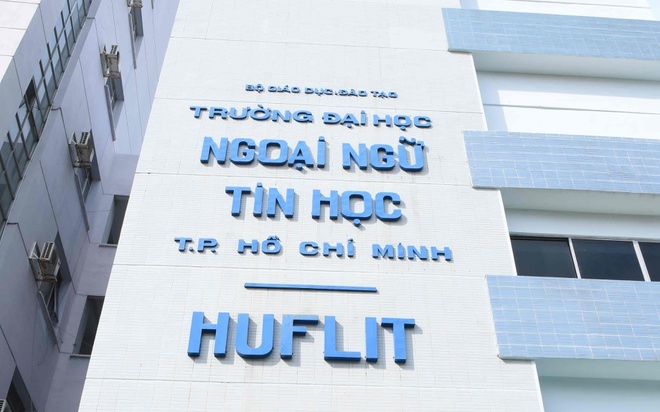 BỘ GIÁO DỤC ĐÀO TẠO
TRƯỜNG ĐẠI HỌC
NGOẠI NGỮ
TIN HỌC
T.P. HỒ CHÍ MINH
HUFLIT